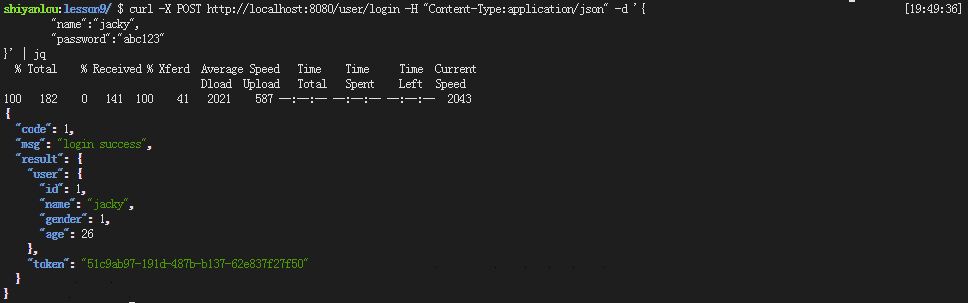 shiyanlou:lesson9/ $ curl -X POST http://localhost:8080/user/login -H "Content-Type:application/json" -d '{ [19:49:36]
"name":"jacky",
"password":"abc123"
}' | jq
% Total % Received % Xferd Average Speed Time Time Time Current
Dload Upload Total Spent Left Speed
100 182 0 141 100 41 2021 587 --:--:-- --:--:-- --:--:-- 2043
{
"code": 1,
"msg": "login success",
"result": {
"user": {
"id": 1,
"name": "jacky",
"gender": 1,
"age": 26
},
"token": "51c9ab97-191d-487b-b137-62e837f27f50"
}
}